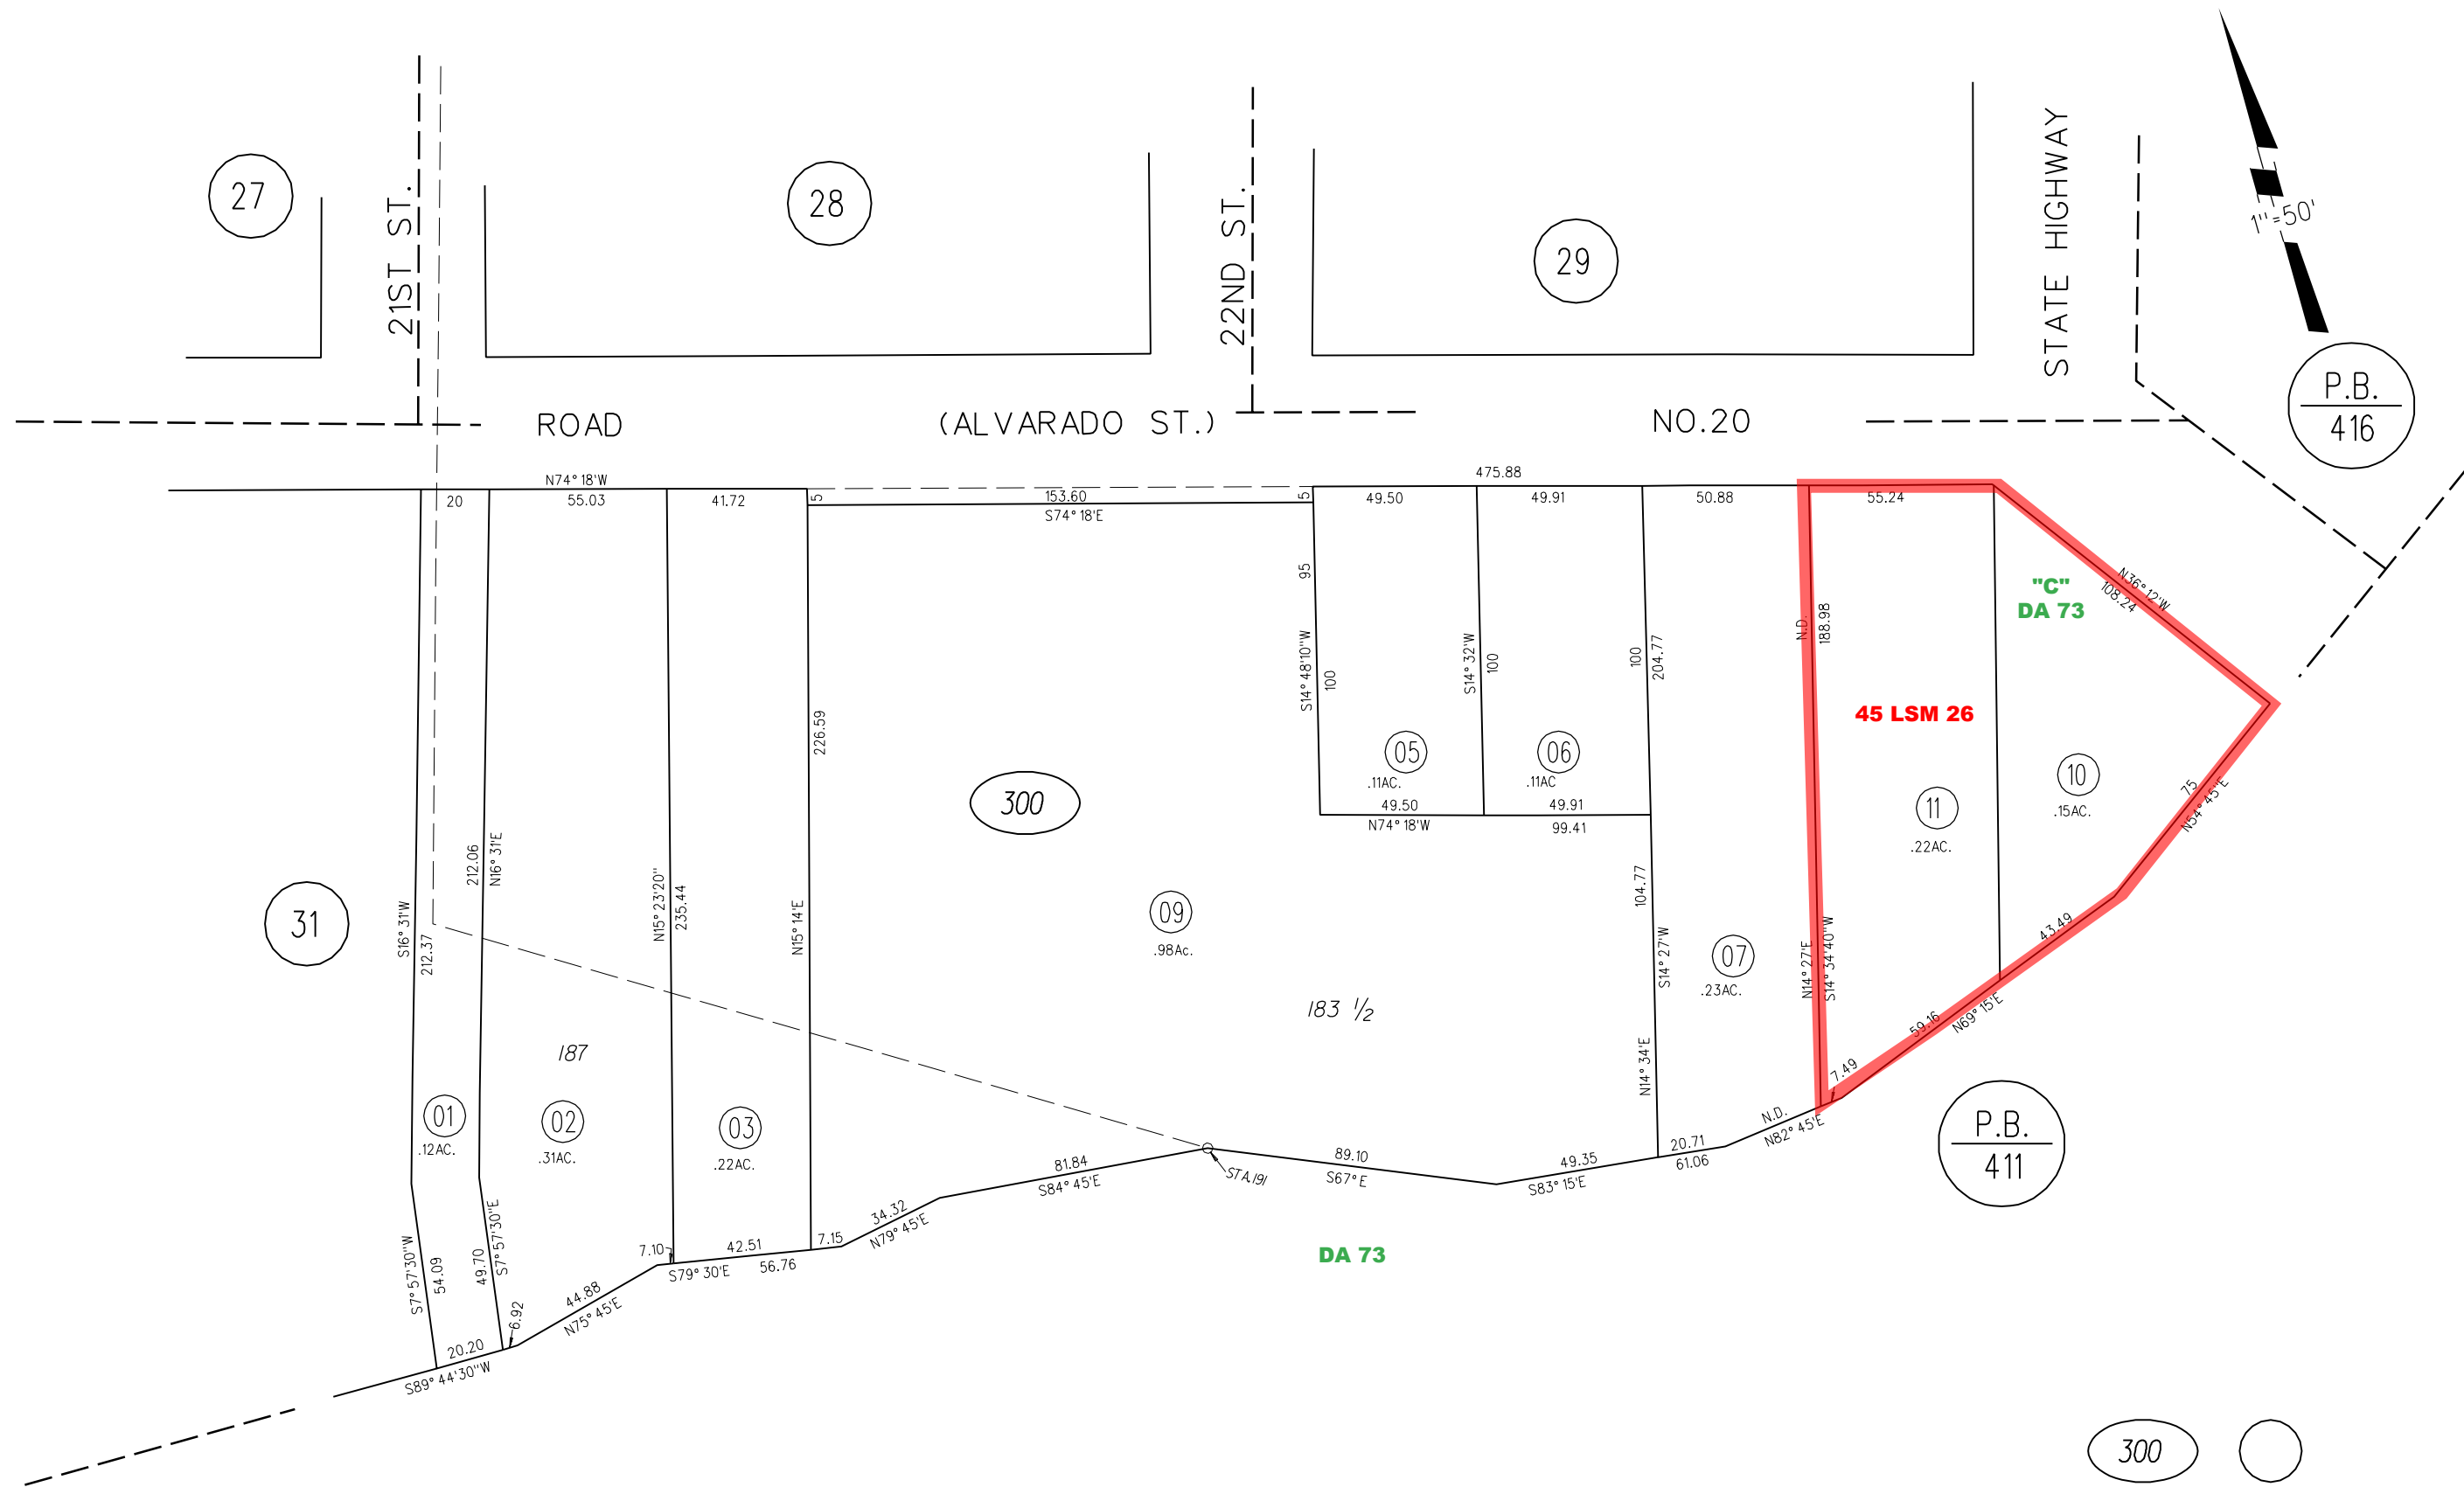 27
21ST ST.
28
22ND ST.
29
STATE HIGHWAY
1"=50'
P.B.
416
ROAD
(ALVARADO ST.)
NO.20
N74°18'W
475.88
20
55.03
41.72
5
153.60
S74°18'E
5
49.50
49.91
50.88
55.24
"C"
DA 73
N36°12'W
108.24
95
S14°48'10"W
100
S14°32'W
100
100
204.77
N.D.
188.98
45 LSM 26
226.59
05
.11AC.
06
.11AC
10
.15AC.
75
N54°45'E
300
49.50
N74°18'W
49.91
99.41
11
.22AC.
212.06
N16°31'E
31
S16°31'W
212.37
N15°23'20"
235.44
N15°14'E
09
.98Ac.
104.77
S14°27'W
07
.23AC.
N14°27'E
S14°34'40"W
43.49
59.16
N69°15'E
183 1/2
187
01
.12AC.
02
.31AC.
03
.22AC.
N14°34'E
7.49
N.D.
N82°45'E
P.B.
411
81.84
S84°45'E
STA.191
89.10
S67°E
49.35
S83°15'E
20.71
61.06
34.32
N79°45'E
7.15
7.10
42.51
S79°30'E
56.76
DA 73
S7°57'30"W
54.09
49.70
S7°57'30"E
6.92
44.88
N75°45'E
20.20
S89°44'30"W
300